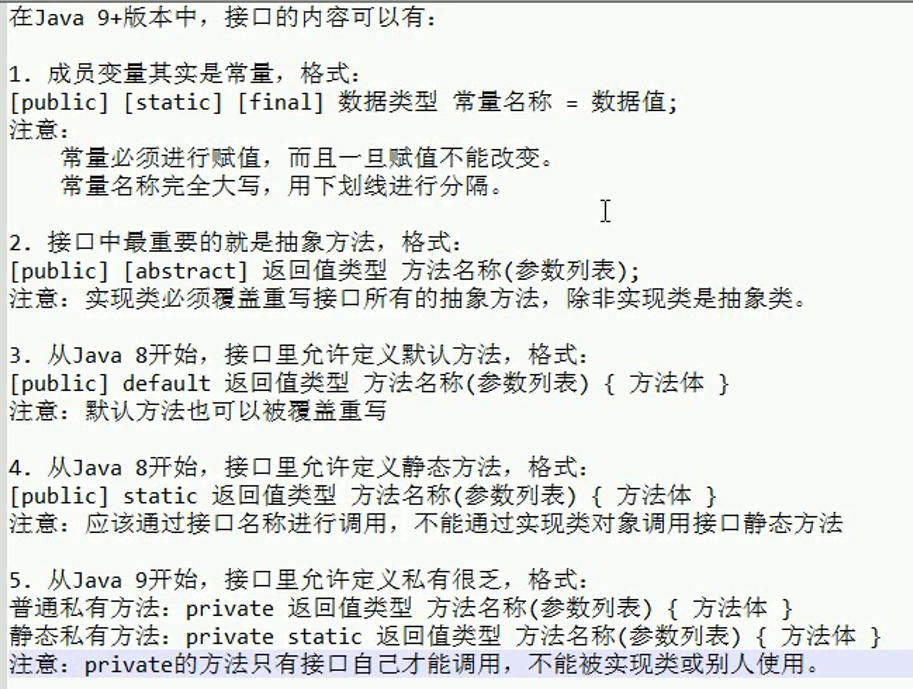 在Java 9+版本中，接口的内容可以有：
1. 成员变量其实是常量，格式：
[public] [static] [final] 数据类型 常量名称 = 数据值;
注意：
常量必须进行赋值，而且一旦赋值不能改变。
常量名称完全大写，用下划线进行分隔。
2. 接口中最重要的就是抽象方法，格式：
[public] [abstract] 返回值类型 方法名称(参数列表);
注意：实现类必须覆盖重写接口所有的抽象方法，除非实现类是抽象类。
3. 从Java 8开始，接口里允许定义默认方法，格式：
[public] default 返回值类型 方法名称(参数列表) { 方法体 }
注意：默认方法也可以被覆盖重写
4. 从Java 8开始，接口里允许定义静态方法，格式：
[public] static 返回值类型 方法名称(参数列表) { 方法体 }
注意：应该通过接口名称进行调用，不能通过实现类对象调用接口静态方法
5. 从Java 9开始，接口里允许定义私有很乏，格式：
普通私有方法：private 返回值类型 方法名称(参数列表) { 方法体 }
静态私有方法：private static 返回值类型 方法名称(参数列表) { 方法体 }
注意：private的方法只有接口自己才能调用，不能被实现类或别人使用。